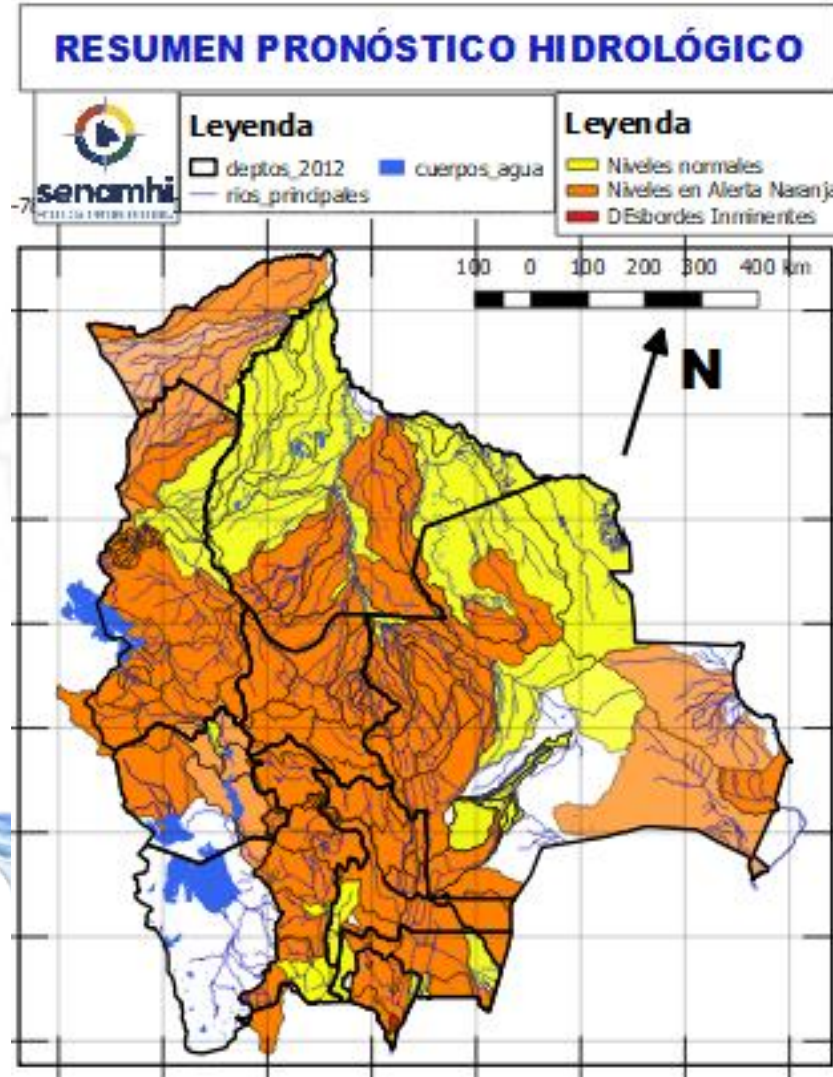 RESUMEN PRONÓSTICO HIDROLÓGICO
senamhi
Leyenda
deptos_2012
cuerpos_agua
rios_principales
Leyenda
Niveles normales
Niveles en Alerta Naranja
DEsbordes Inminentes
100 0 100 200 300 400 km
N